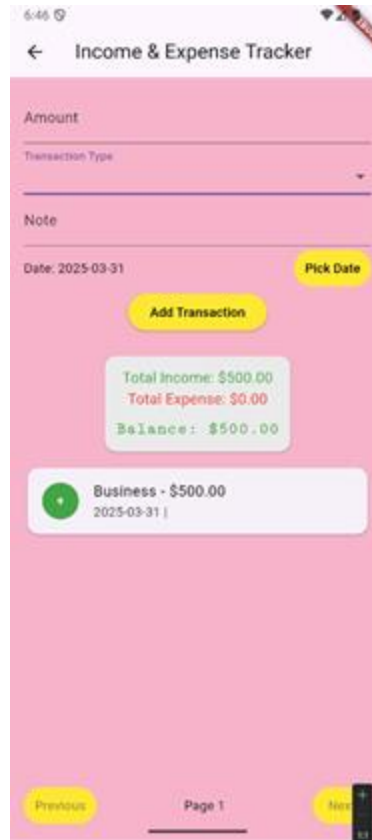 6:46
Income & Expense Tracker
Amount
Transaction Type
Note
Date: 2025-03-31
Pick Date
Add Transaction
Total Income: $500.00
Total Expense: $0.00
Balance: $500.00
+
Business - $500.00
2025-03-31 |
Previous
Page 1